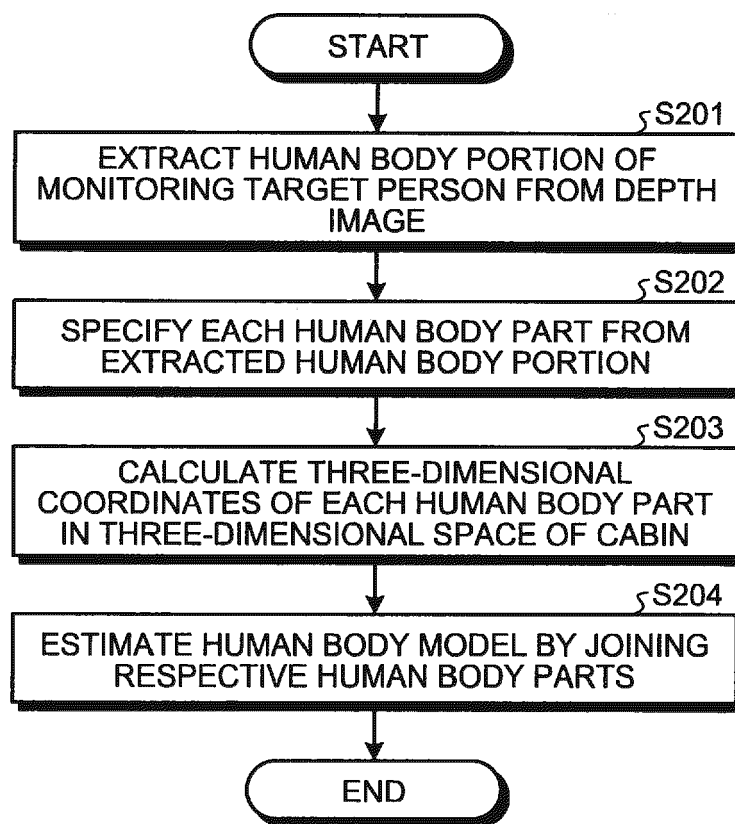 START
S201
EXTRACT HUMAN BODY PORTION OF
MONITORING TARGET PERSON FROM DEPTH
IMAGE
S202
SPECIFY EACH HUMAN BODY PART FROM
EXTRACTED HUMAN BODY PORTION
S203
CALCULATE THREE-DIMENSIONAL
COORDINATES OF EACH HUMAN BODY PART
IN THREE-DIMENSIONAL SPACE OF CABIN
S204
ESTIMATE HUMAN BODY MODEL BY JOINING
RESPECTIVE HUMAN BODY PARTS
END